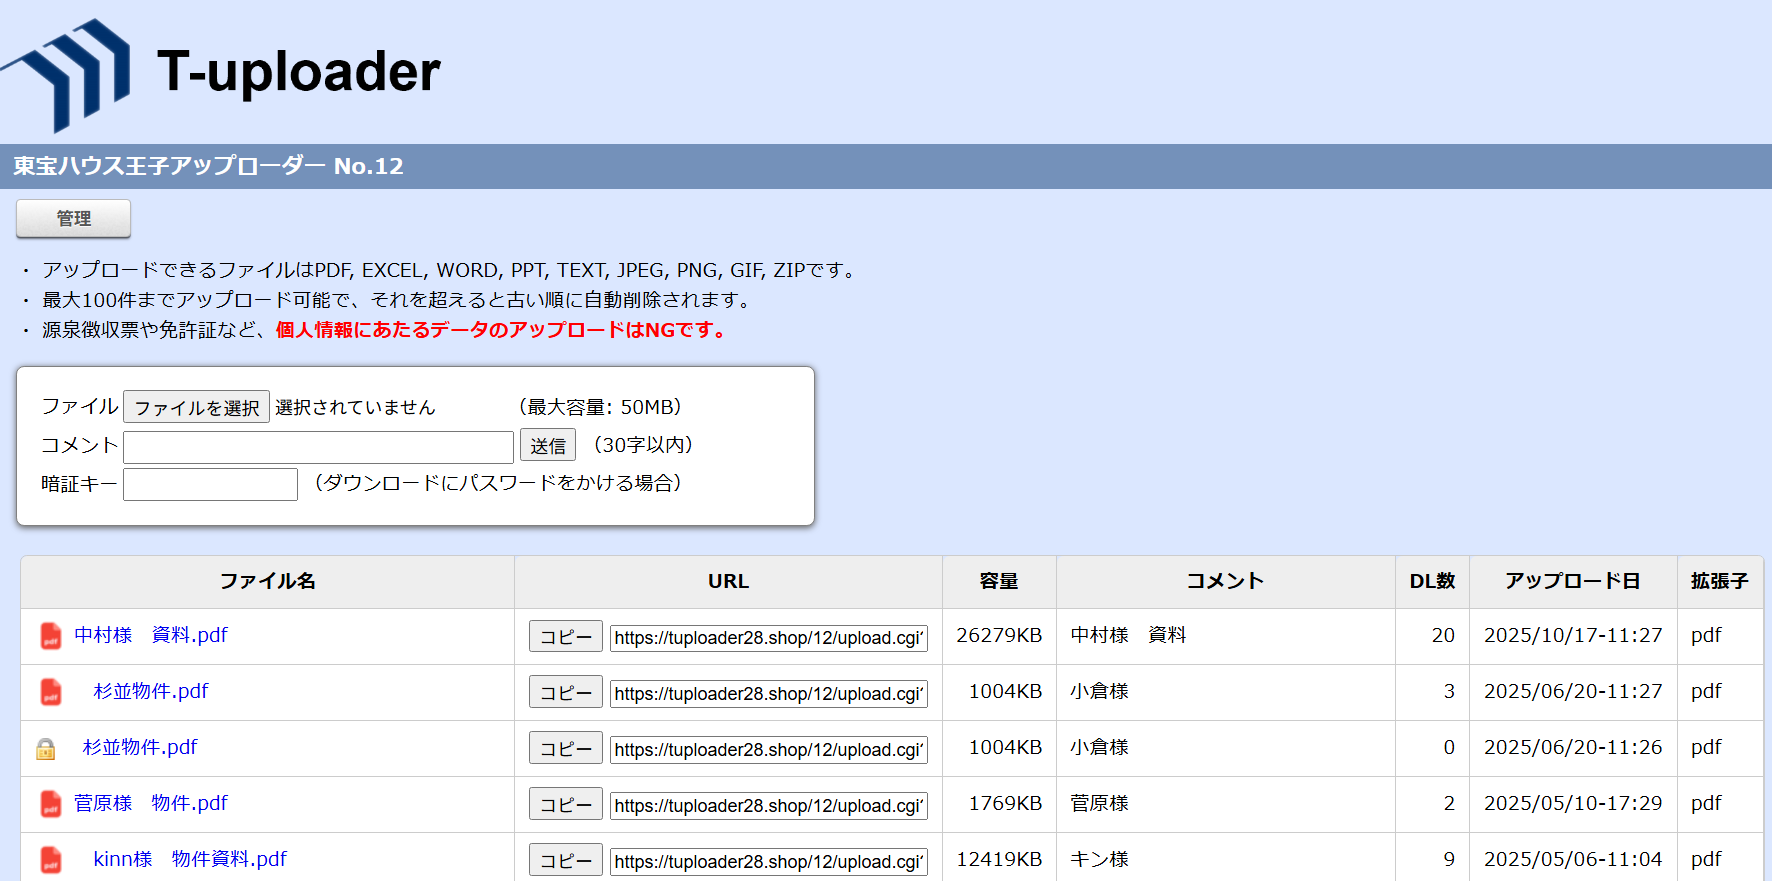 T-uploader
東宝ハウス王子アップローダー No.12
管理
・ アップロードできるファイルはPDF, EXCEL, WORD, PPT, TEXT, JPEG, PNG, GIF, ZIPです。
・ 最大100件までアップロード可能で、それを超えると古い順に自動削除されます。
・ 源泉徴収票や免許証など、個人情報にあたるデータのアップロードはNGです。
ファイル ファイルを選択 選択されていません （最大容量: 50MB）
コメント 送信 （30字以内）
暗証キー （ダウンロードにパスワードをかける場合）
ファイル名 URL 容量 コメント DL数 アップロード日 拡張子
中村様　資料.pdf コピー https://tuploader28.shop/12/upload.cgi? 26279KB 中村様　資料 20 2025/10/17-11:27 pdf
杉並物件.pdf コピー https://tuploader28.shop/12/upload.cgi? 1004KB 小倉様 3 2025/06/20-11:27 pdf
杉並物件.pdf コピー https://tuploader28.shop/12/upload.cgi? 1004KB 小倉様 0 2025/06/20-11:26 pdf
菅原様　物件.pdf コピー https://tuploader28.shop/12/upload.cgi? 1769KB 菅原様 2 2025/05/10-17:29 pdf
kinn様　物件資料.pdf コピー https://tuploader28.shop/12/upload.cgi? 12419KB キン様 9 2025/05/06-11:04 pdf